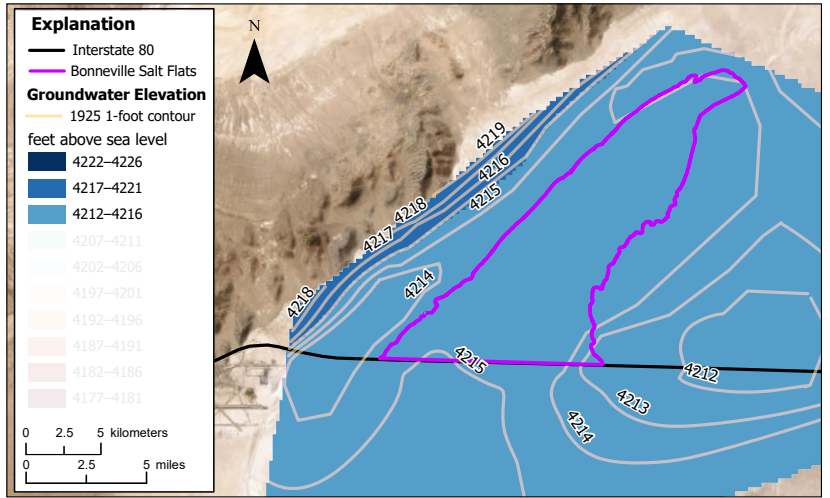 Explanation
Interstate 80
Bonneville Salt Flats
Groundwater Elevation
1925 1-foot contour
feet above sea level
4222–4226
4217–4221
4212–4216
4207–4211
4202–4206
4197–4201
4192–4196
4187–4191
4182–4186
4177–4181
0 2.5 5 kilometers
0 2.5 5 miles
N
4219
4216
4215
4218
4217
4218
4214
4215
4212
4213
4214